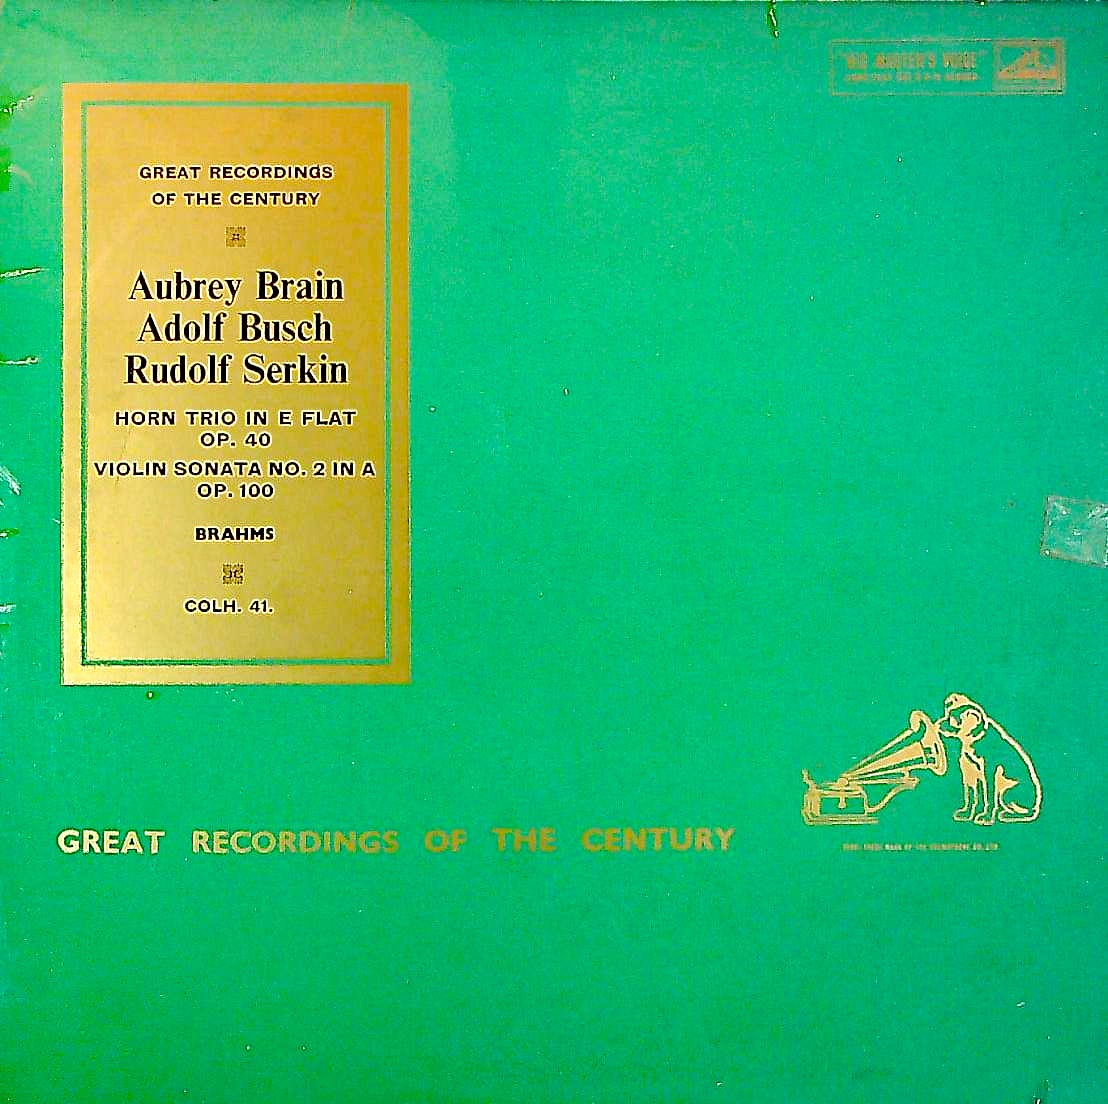 "HIS MASTER'S VOICE"
GREAT RECORDINGS
OF THE CENTURY
Aubrey Brain
Adolf Busch
Rudolf Serkin
HORN TRIO IN E FLAT
OP. 40
VIOLIN SONATA NO. 2 IN A
OP. 100
BRAHMS
COLH. 41.
GREAT RECORDINGS OF THE CENTURY